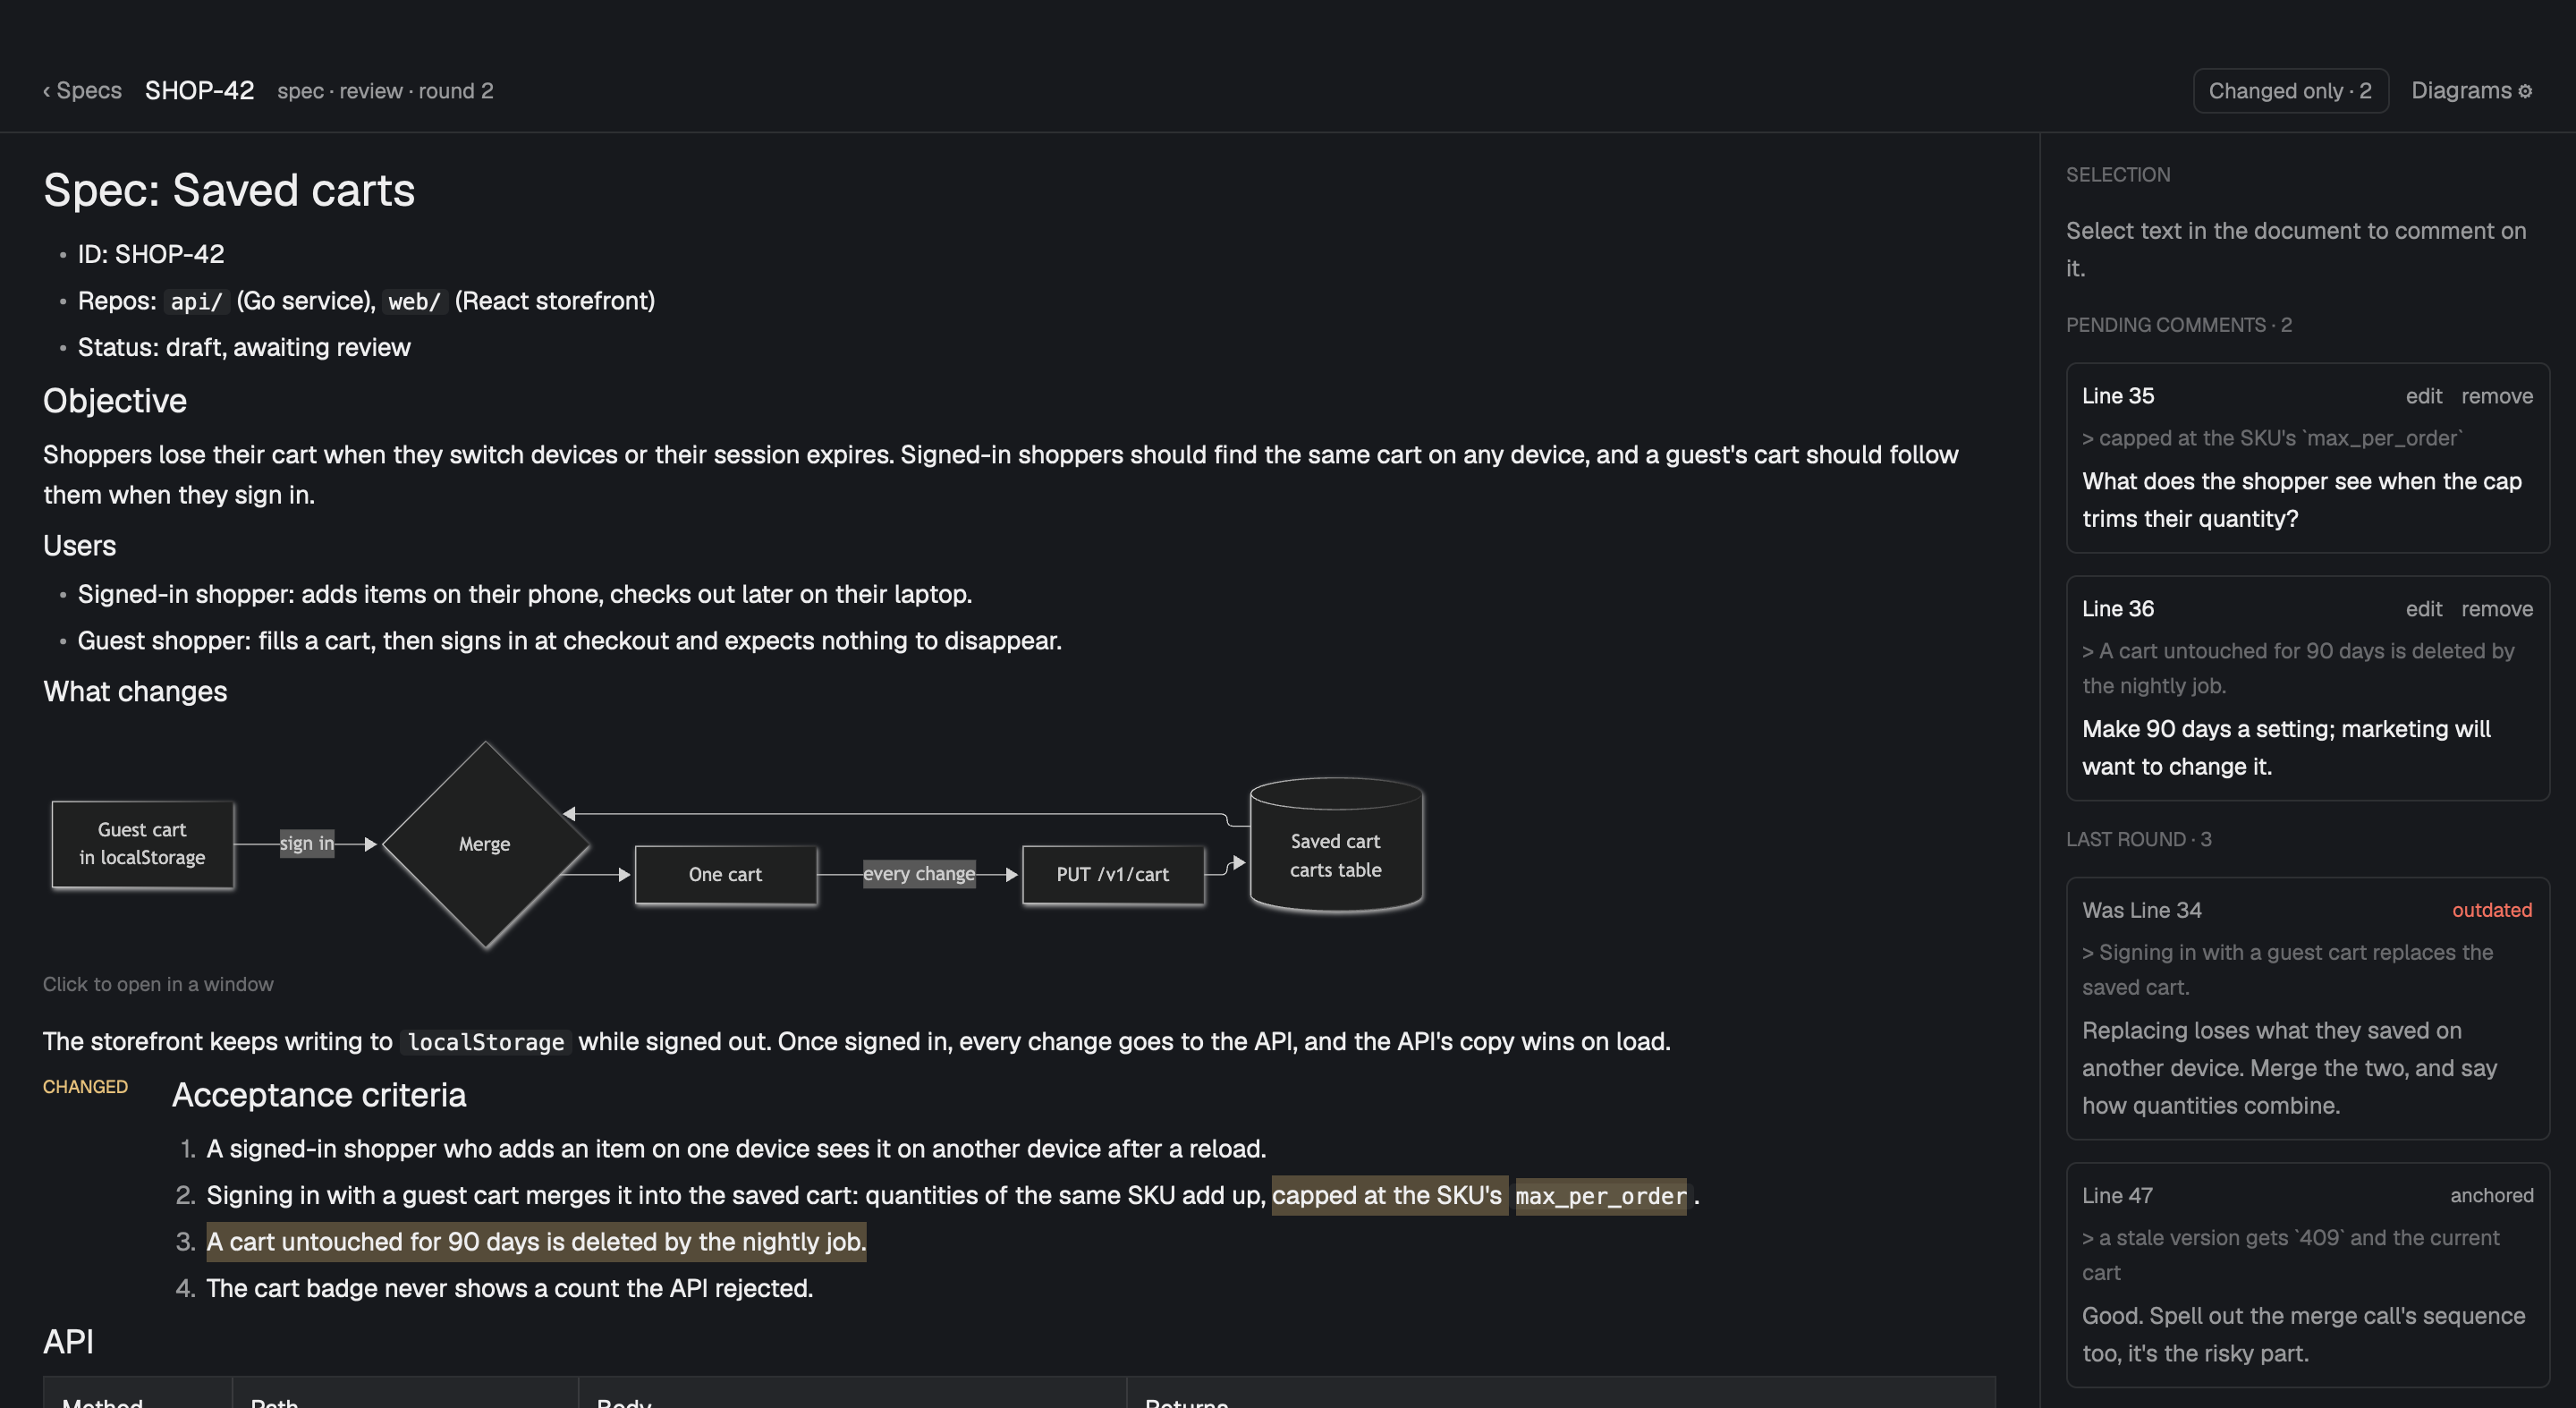 ‹ Specs SHOP-42 spec · review · round 2 Changed only · 2 Diagrams ⚙
Spec: Saved carts
• ID: SHOP-42
• Repos: api/ (Go service), web/ (React storefront)
• Status: draft, awaiting review
Objective
Shoppers lose their cart when they switch devices or their session expires. Signed-in shoppers should find the same cart on any device, and a guest's cart should follow
them when they sign in.
Users
• Signed-in shopper: adds items on their phone, checks out later on their laptop.
• Guest shopper: fills a cart, then signs in at checkout and expects nothing to disappear.
What changes
Guest cart
in localStorage
sign in
Merge
One cart
every change
PUT /v1/cart
Saved cart
carts table
Click to open in a window
The storefront keeps writing to localStorage while signed out. Once signed in, every change goes to the API, and the API's copy wins on load.
CHANGED
Acceptance criteria
1. A signed-in shopper who adds an item on one device sees it on another device after a reload.
2. Signing in with a guest cart merges it into the saved cart: quantities of the same SKU add up, capped at the SKU's max_per_order.
3. A cart untouched for 90 days is deleted by the nightly job.
4. The cart badge never shows a count the API rejected.
API
Method Path Body Returns
SELECTION
Select text in the document to comment on
it.
PENDING COMMENTS · 2
Line 35 edit remove
> capped at the SKU's `max_per_order`
What does the shopper see when the cap
trims their quantity?
Line 36 edit remove
> A cart untouched for 90 days is deleted by
the nightly job.
Make 90 days a setting; marketing will
want to change it.
LAST ROUND · 3
Was Line 34 outdated
> Signing in with a guest cart replaces the
saved cart.
Replacing loses what they saved on
another device. Merge the two, and say
how quantities combine.
Line 47 anchored
> a stale version gets `409` and the current
cart
Good. Spell out the merge call's sequence
too, it's the risky part.